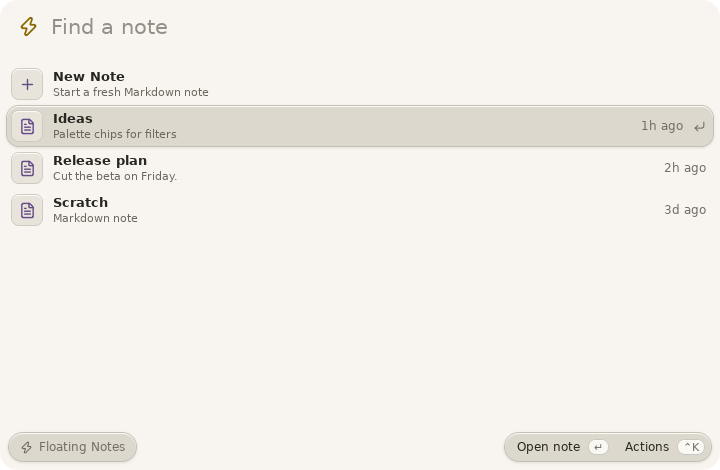 Find a note
New Note
Start a fresh Markdown note
Ideas
Palette chips for filters
1h ago ↵
Release plan
Cut the beta on Friday.
2h ago
Scratch
Markdown note
3d ago
Floating Notes
Open note ↵ Actions ^K